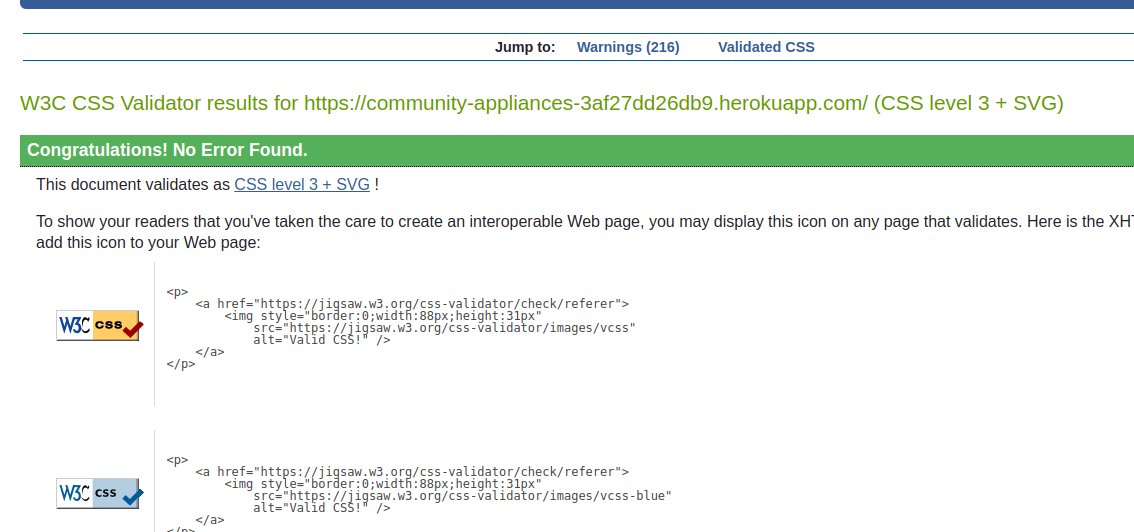 Jump to: Warnings (216) Validated CSS
W3C CSS Validator results for https://community-appliances-3af27dd26db9.herokuapp.com/ (CSS level 3 + SVG)
Congratulations! No Error Found.
This document validates as CSS level 3 + SVG !
To show your readers that you've taken the care to create an interoperable Web page, you may display this icon on any page that validates. Here is the XHT
add this icon to your Web page:
<p>
<a href="https://jigsaw.w3.org/css-validator/check/referer">
<img style="border:0;width:88px;height:31px"
W3C css
src="https://jigsaw.w3.org/css-validator/images/vcss"
alt="Valid CSS!" />
</a>
</p>
<p>
<a href="https://jigsaw.w3.org/css-validator/check/referer">
<img style="border:0;width:88px;height:31px"
W3C css
src="https://jigsaw.w3.org/css-validator/images/vcss-blue"
alt="Valid CSS!" />
</a>
</p>